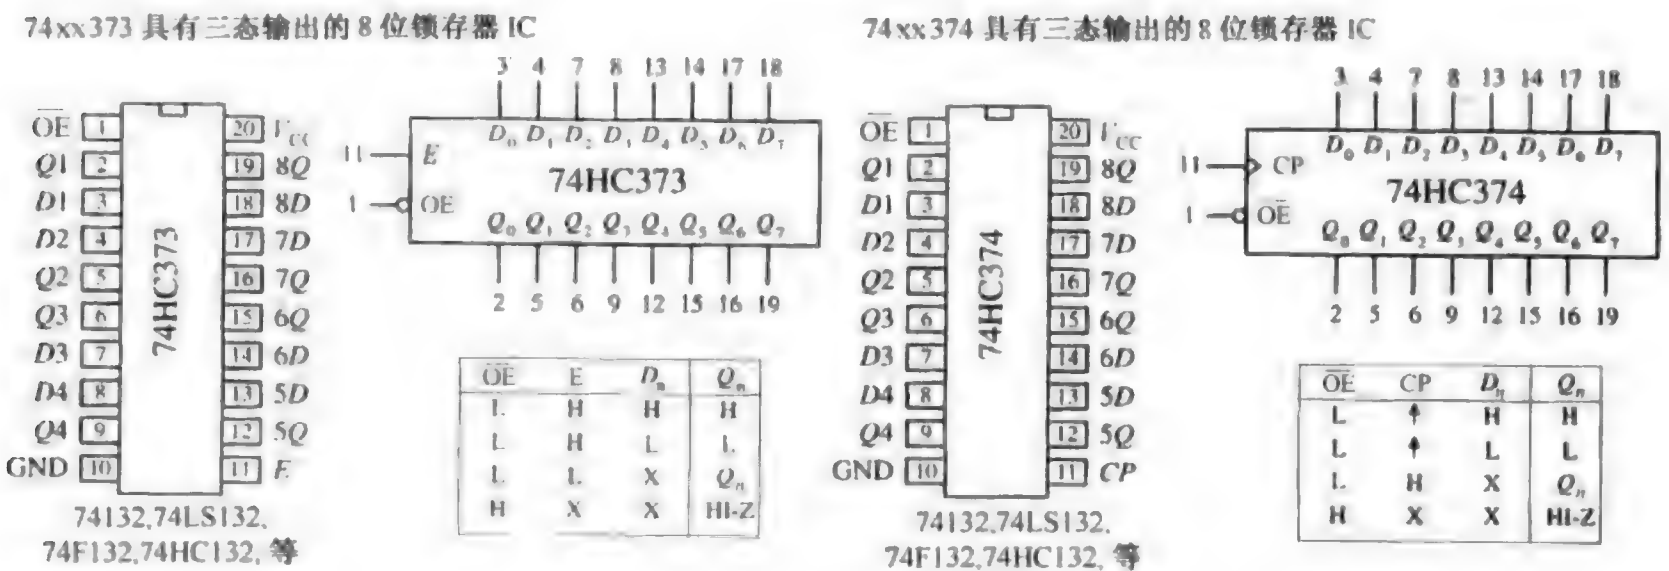 74xx373 具有三态输出的 8 位锁存器 IC
OE 1
Q1 2
D1 3
D2 4
Q2 5
Q3 6
D3 7
D4 8
Q4 9
GND 10
74HC373
20 VCC
19 8Q
18 8D
17 7D
16 7Q
15 6Q
14 6D
13 5D
12 5Q
11 E
74132,74LS132,
74F132,74HC132, 等
3 4 7 8 13 14 17 18
D0 D1 D2 D3 D4 D5 D6 D7
11 E
74HC373
1 OE
Q0 Q1 Q2 Q3 Q4 Q5 Q6 Q7
2 5 6 9 12 15 16 19
OE E Dn Qn
L H H H
L H L L
L L X Qn
H X X HI-Z
74xx374 具有三态输出的 8 位锁存器 IC
OE 1
Q1 2
D1 3
D2 4
Q2 5
Q3 6
D3 7
D4 8
Q4 9
GND 10
74HC374
20 VCC
19 8Q
18 8D
17 7D
16 7Q
15 6Q
14 6D
13 5D
12 5Q
11 CP
74132,74LS132.
74F132,74HC132, 等
3 4 7 8 13 14 17 18
D0 D1 D2 D3 D4 D5 D6 D7
11 CP
74HC374
1 OE
Q0 Q1 Q2 Q3 Q4 Q5 Q6 Q7
2 5 6 9 12 15 16 19
OE CP Dn Qn
L ↑ H H
L ↑ L L
L H X Qn
H X X HI-Z